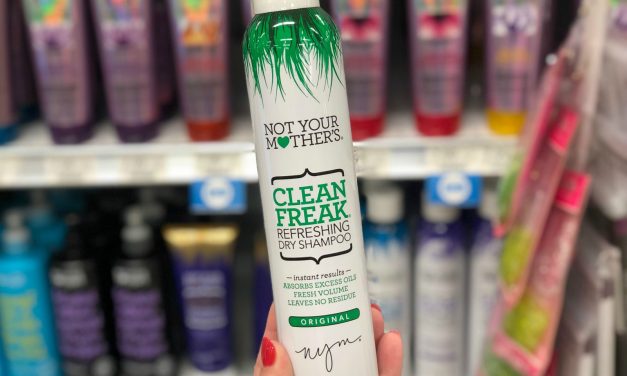 NOT YOUR
MOTHER'S®
CLEAN
FREAK®
REFRESHING
DRY SHAMPOO
— instant results —
ABSORBS EXCESS OILS
FRESH VOLUME
LEAVES NO RESIDUE
ORIGINAL
nym.